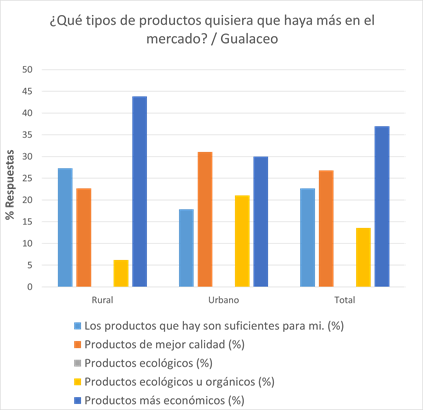 ¿Qué tipos de productos quisiera que haya más en el
mercado? / Gualaceo
50
45
40
35
30
25
20
15
10
5
0
% Respuestas
Rural
Urbano
Total
Los productos que hay son suficientes para mi. (%)
Productos de mejor calidad (%)
Productos ecológicos (%)
Productos ecológicos u orgánicos (%)
Productos más económicos (%)